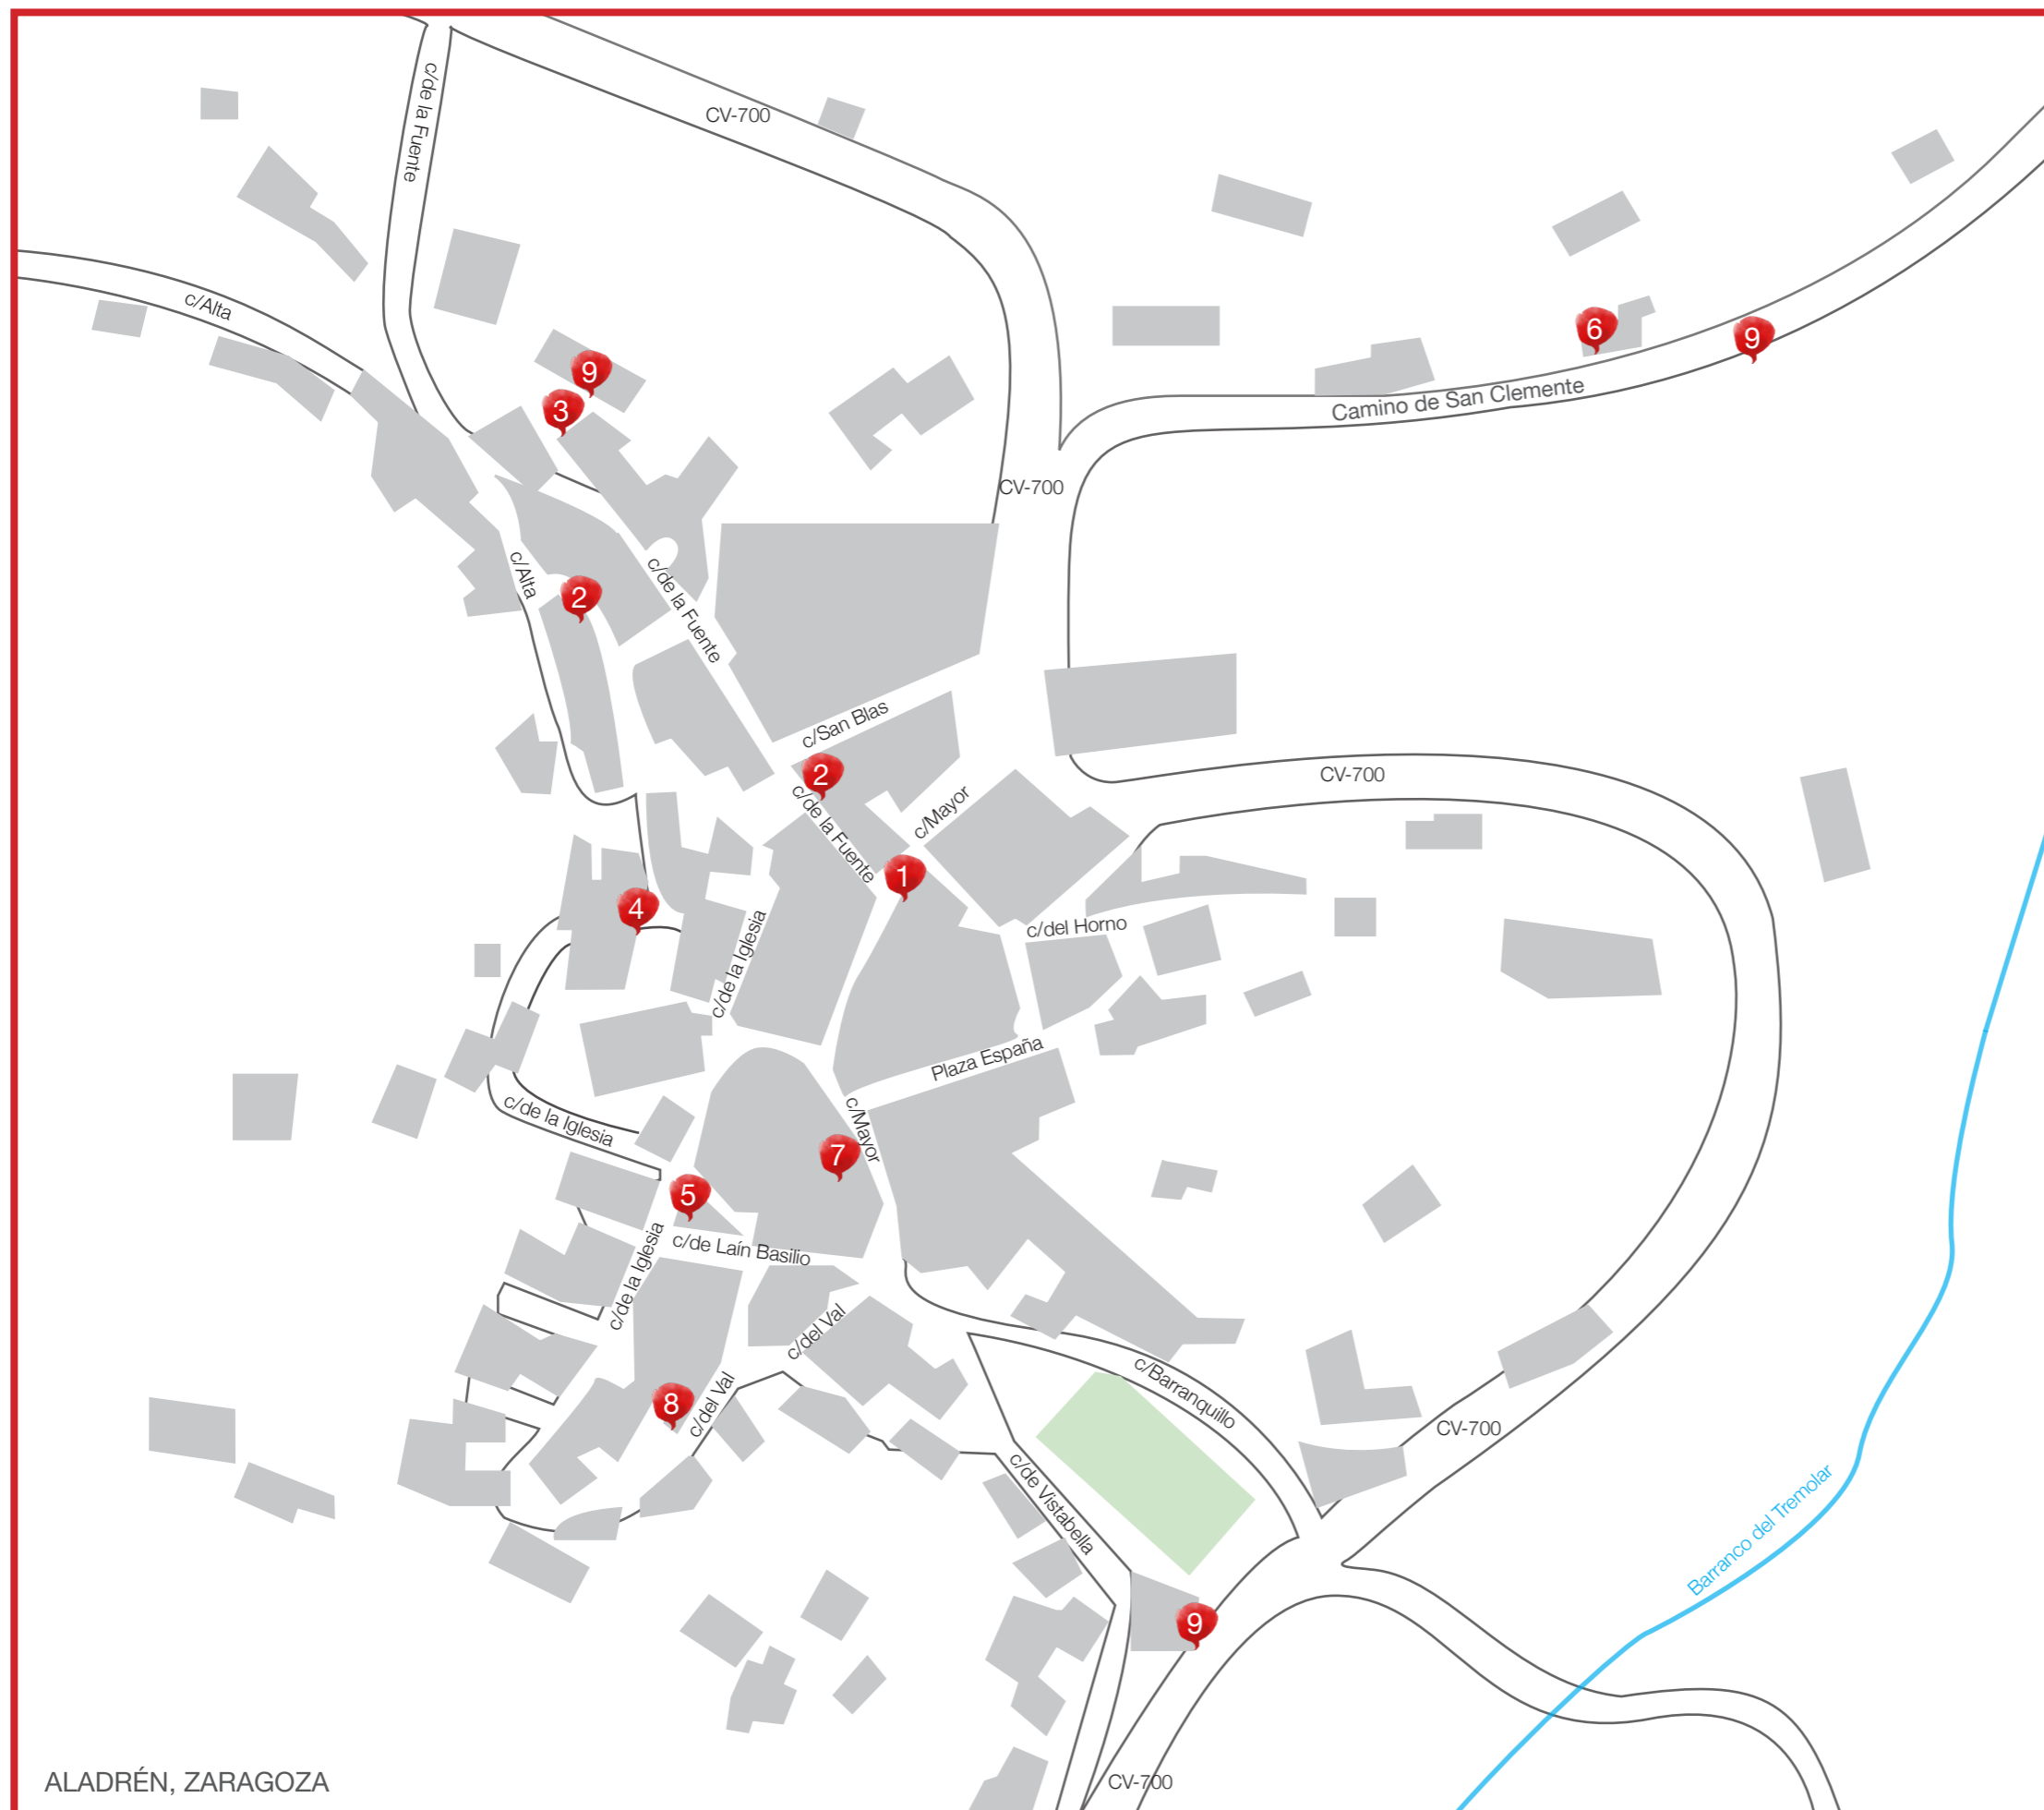 c/de la Fuente
CV-700
c/Alta
6
9
9
3
Camino de San Clemente
CV-700
c/Alta
2
c/de la Fuente
c/San Blas
2
CV-700
c/de la Fuente
c/Mayor
1
4
c/de la Iglesia
c/del Horno
Plaza España
c/de la Iglesia
c/Mayor
7
5
c/de Laín Basilio
c/de la Iglesia
c/del Val
c/Barranquillo
8
c/del Val
CV-700
c/de Vistabella
Barranco del Tremolar
9
CV-700
ALADRÉN, ZARAGOZA